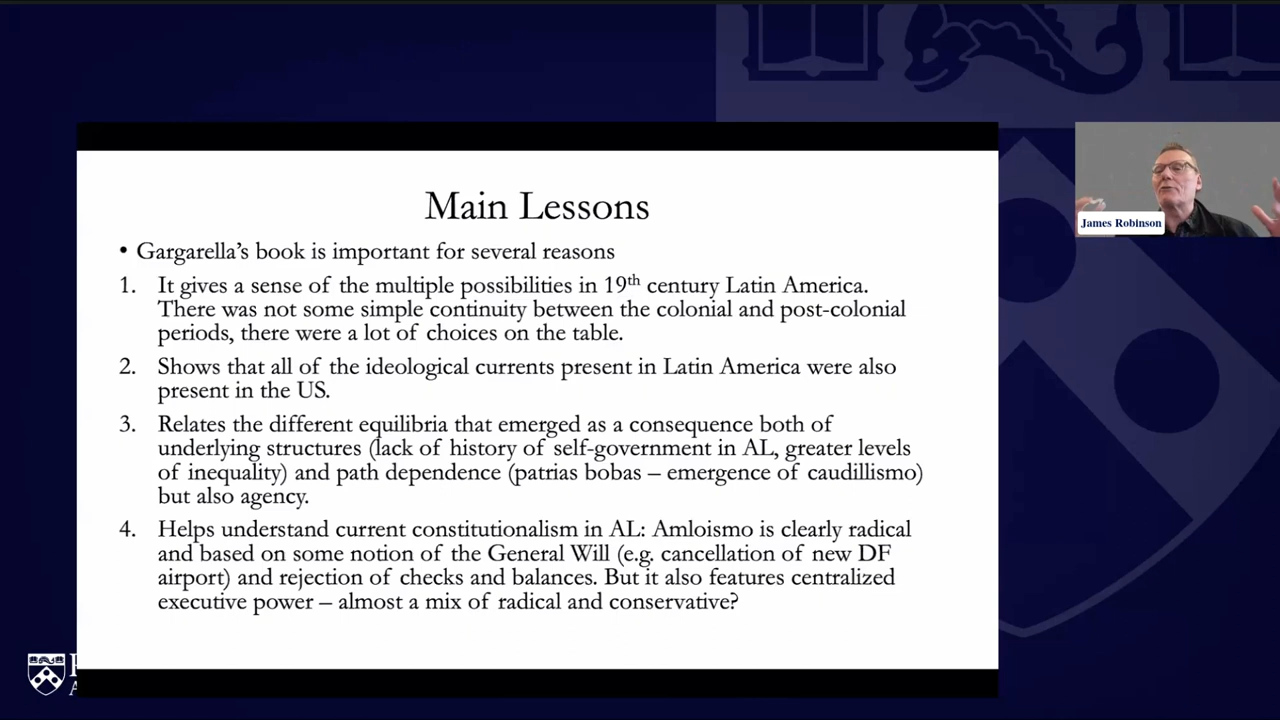 Main Lessons
• Gargarella's book is important for several reasons
1. It gives a sense of the multiple possibilities in 19th century Latin America.
There was not some simple continuity between the colonial and post-colonial
periods, there were a lot of choices on the table.
2. Shows that all of the ideological currents present in Latin America were also
present in the US.
3. Relates the different equilibria that emerged as a consequence both of
underlying structures (lack of history of self-government in AL, greater levels
of inequality) and path dependence (patrias bobas – emergence of caudillismo)
but also agency.
4. Helps understand current constitutionalism in AL: Amloismo is clearly radical
and based on some notion of the General Will (e.g. cancellation of new DF
airport) and rejection of checks and balances. But it also features centralized
executive power – almost a mix of radical and conservative?
James Robinson